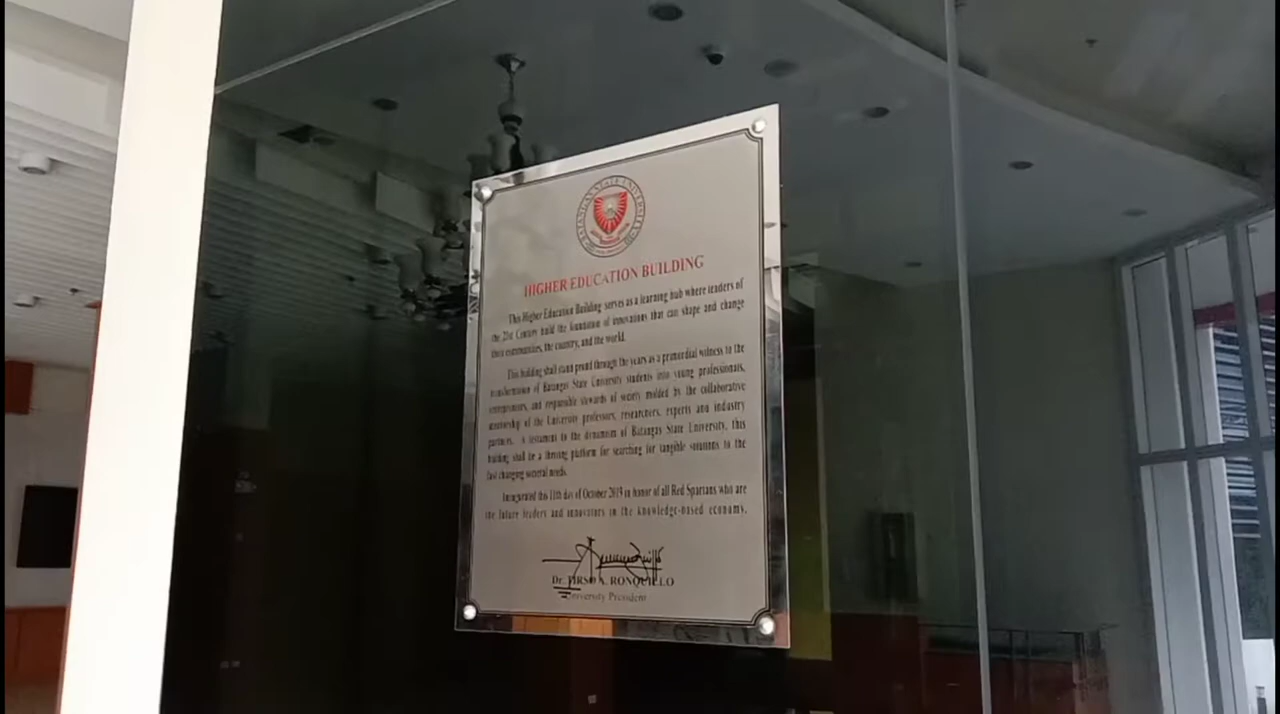 BATANGAS STATE UNIVERSITY
HIGHER EDUCATION BUILDING
This Higher Education Building serves as a learning hub where leaders of
the 21st Century build the foundation of innovations that can shape and change
their communities, the country, and the world.
This building shall stand proud through the years as a primordial witness to the
transformation of Batangas State University students into young professionals,
entrepreneurs, and responsible stewards of society molded by the collaborative
mentorship of the University professors, researchers, experts and industry
partners. A testament to the dynamism of Batangas State University, this
building shall be a thriving platform for searching for tangible solutions to the
fast changing societal needs.
Inaugurated this 11th day of October 2019 in honor of all Red Spartans who are
the future leaders and innovators in the knowledge-based economy.
Dr. TIRSO A. RONQUILLO
University President